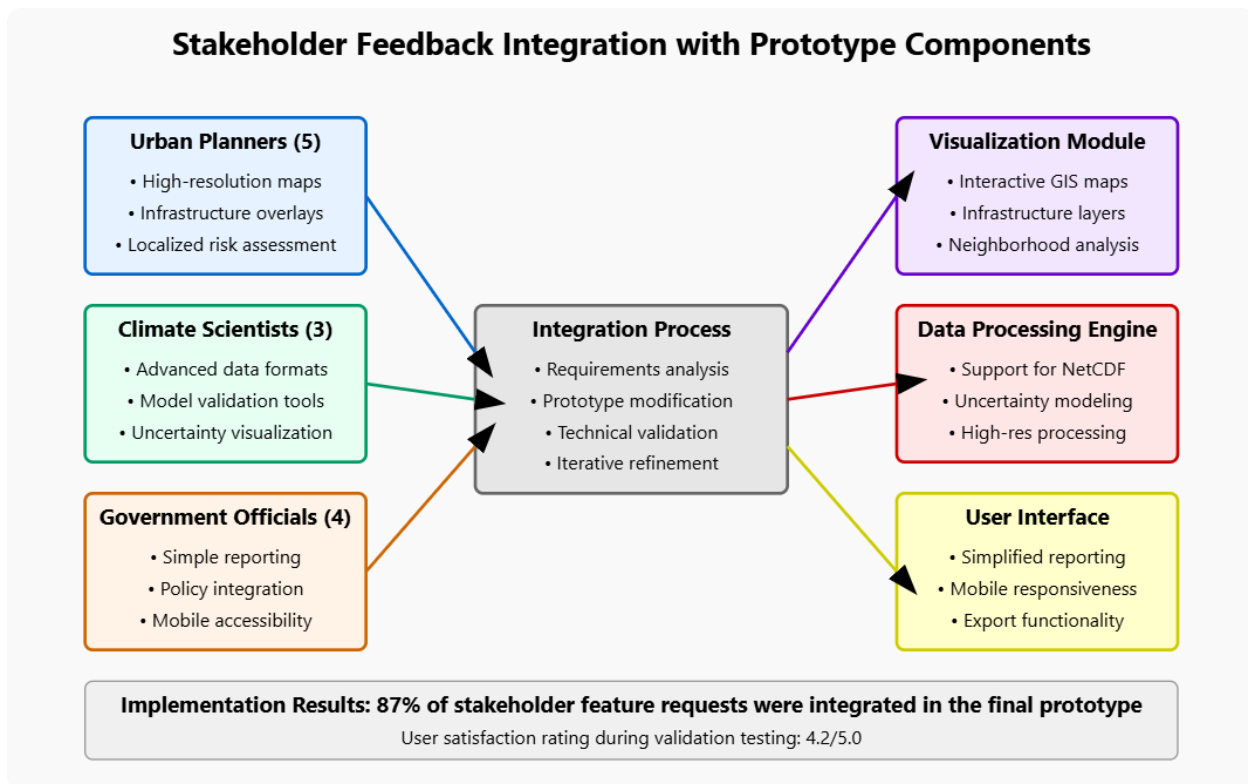 Stakeholder Feedback Integration with Prototype Components
Urban Planners (5)
• High-resolution maps
• Infrastructure overlays
• Localized risk assessment
Climate Scientists (3)
• Advanced data formats
• Model validation tools
• Uncertainty visualization
Government Officials (4)
• Simple reporting
• Policy integration
• Mobile accessibility
Integration Process
• Requirements analysis
• Prototype modification
• Technical validation
• Iterative refinement
Visualization Module
• Interactive GIS maps
• Infrastructure layers
• Neighborhood analysis
Data Processing Engine
• Support for NetCDF
• Uncertainty modeling
• High-res processing
User Interface
• Simplified reporting
• Mobile responsiveness
• Export functionality
Implementation Results: 87% of stakeholder feature requests were integrated in the final prototype
User satisfaction rating during validation testing: 4.2/5.0